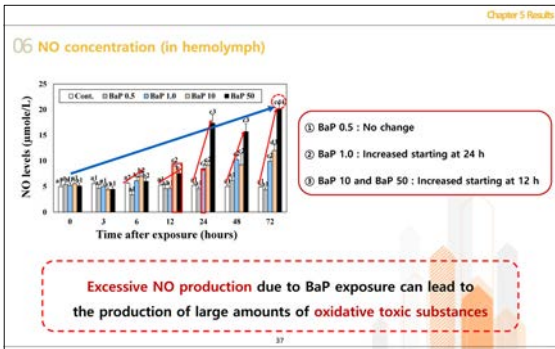 Chapter 5 Results
06 NO concentration (in hemolymph)
Cont. BaP 0.5 BaP 1.0 BaP 10 BaP 50
NO levels (μmole/L)
25
20
15
10
5
0
0 3 6 12 24 48 72
Time after exposure (hours)
① BaP 0.5 : No change
② BaP 1.0 : Increased starting at 24 h
③ BaP 10 and BaP 50 : Increased starting at 12 h
Excessive NO production due to BaP exposure can lead to
the production of large amounts of oxidative toxic substances
37